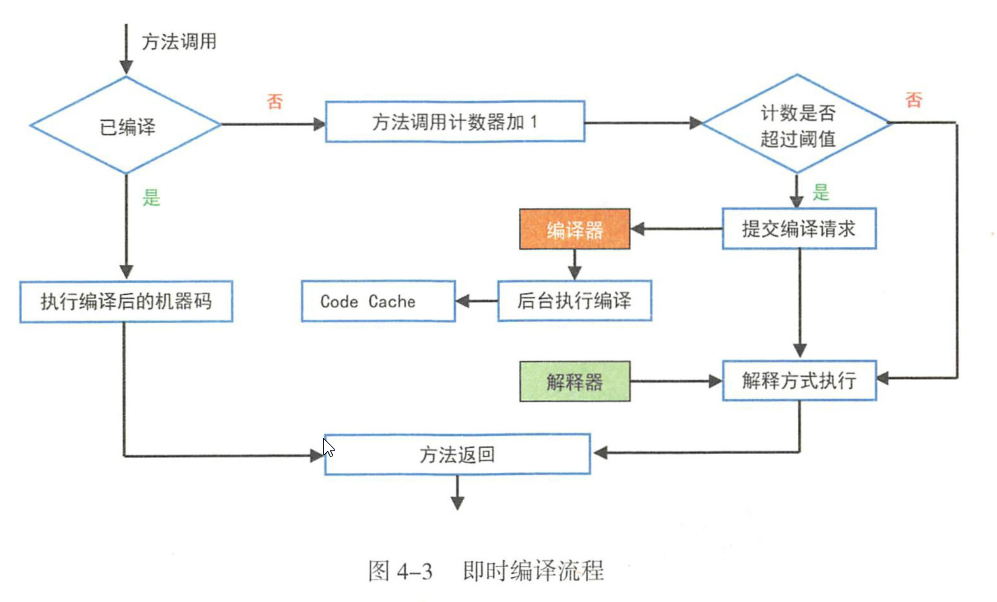 方法调用
已编译
否
方法调用计数器加 1
计数是否
超过阈值
否
是
是
编译器
提交编译请求
执行编译后的机器码
Code Cache
后台执行编译
解释器
解释方式执行
方法返回
图 4-3 即时编译流程